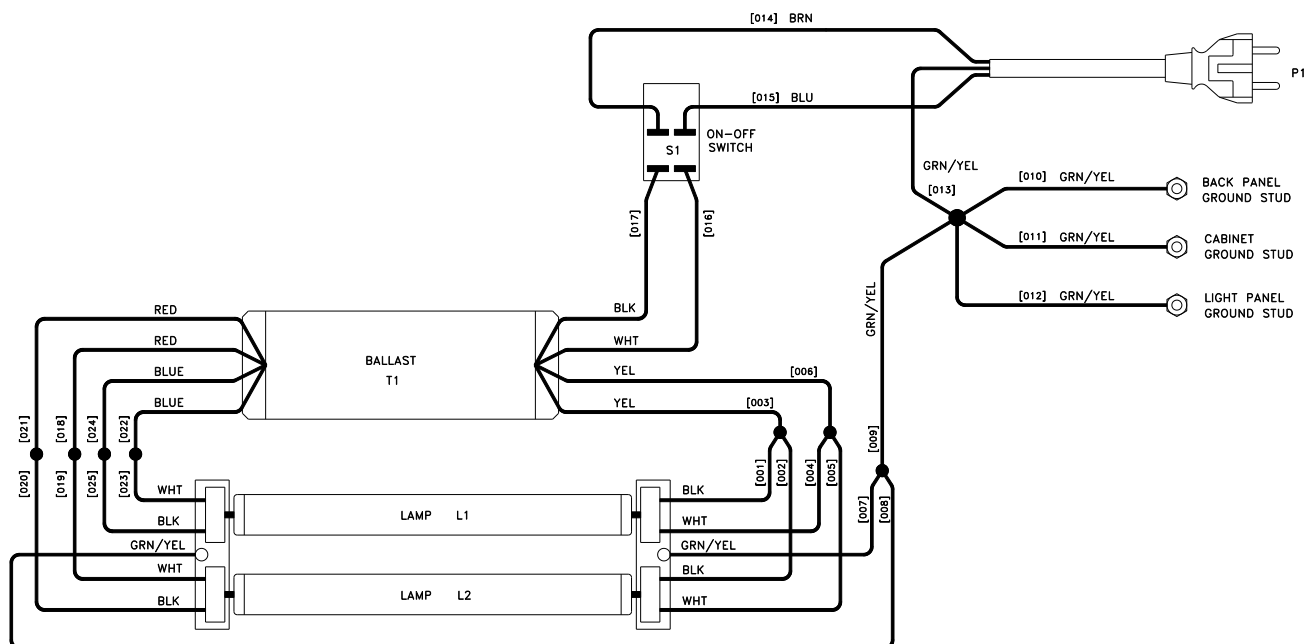 [014] BRN
P1
[015] BLU
ON-OFF
SWITCH
S1
GRN/YEL
[013]
[010] GRN/YEL
BACK PANEL
GROUND STUD
[017]
[016]
[011] GRN/YEL
CABINET
GROUND STUD
[012] GRN/YEL
LIGHT PANEL
GROUND STUD
GRN/YEL
RED
BLK
RED
WHT
BALLAST
T1
BLUE
YEL
[006]
BLUE
YEL
[003]
[021]
[018]
[024]
[022]
[009]
[020]
[019]
[025]
[023]
[001]
[002]
[004]
[005]
WHT
BLK
[007]
[008]
LAMP L1
BLK
WHT
GRN/YEL
GRN/YEL
WHT
BLK
LAMP L2
BLK
WHT